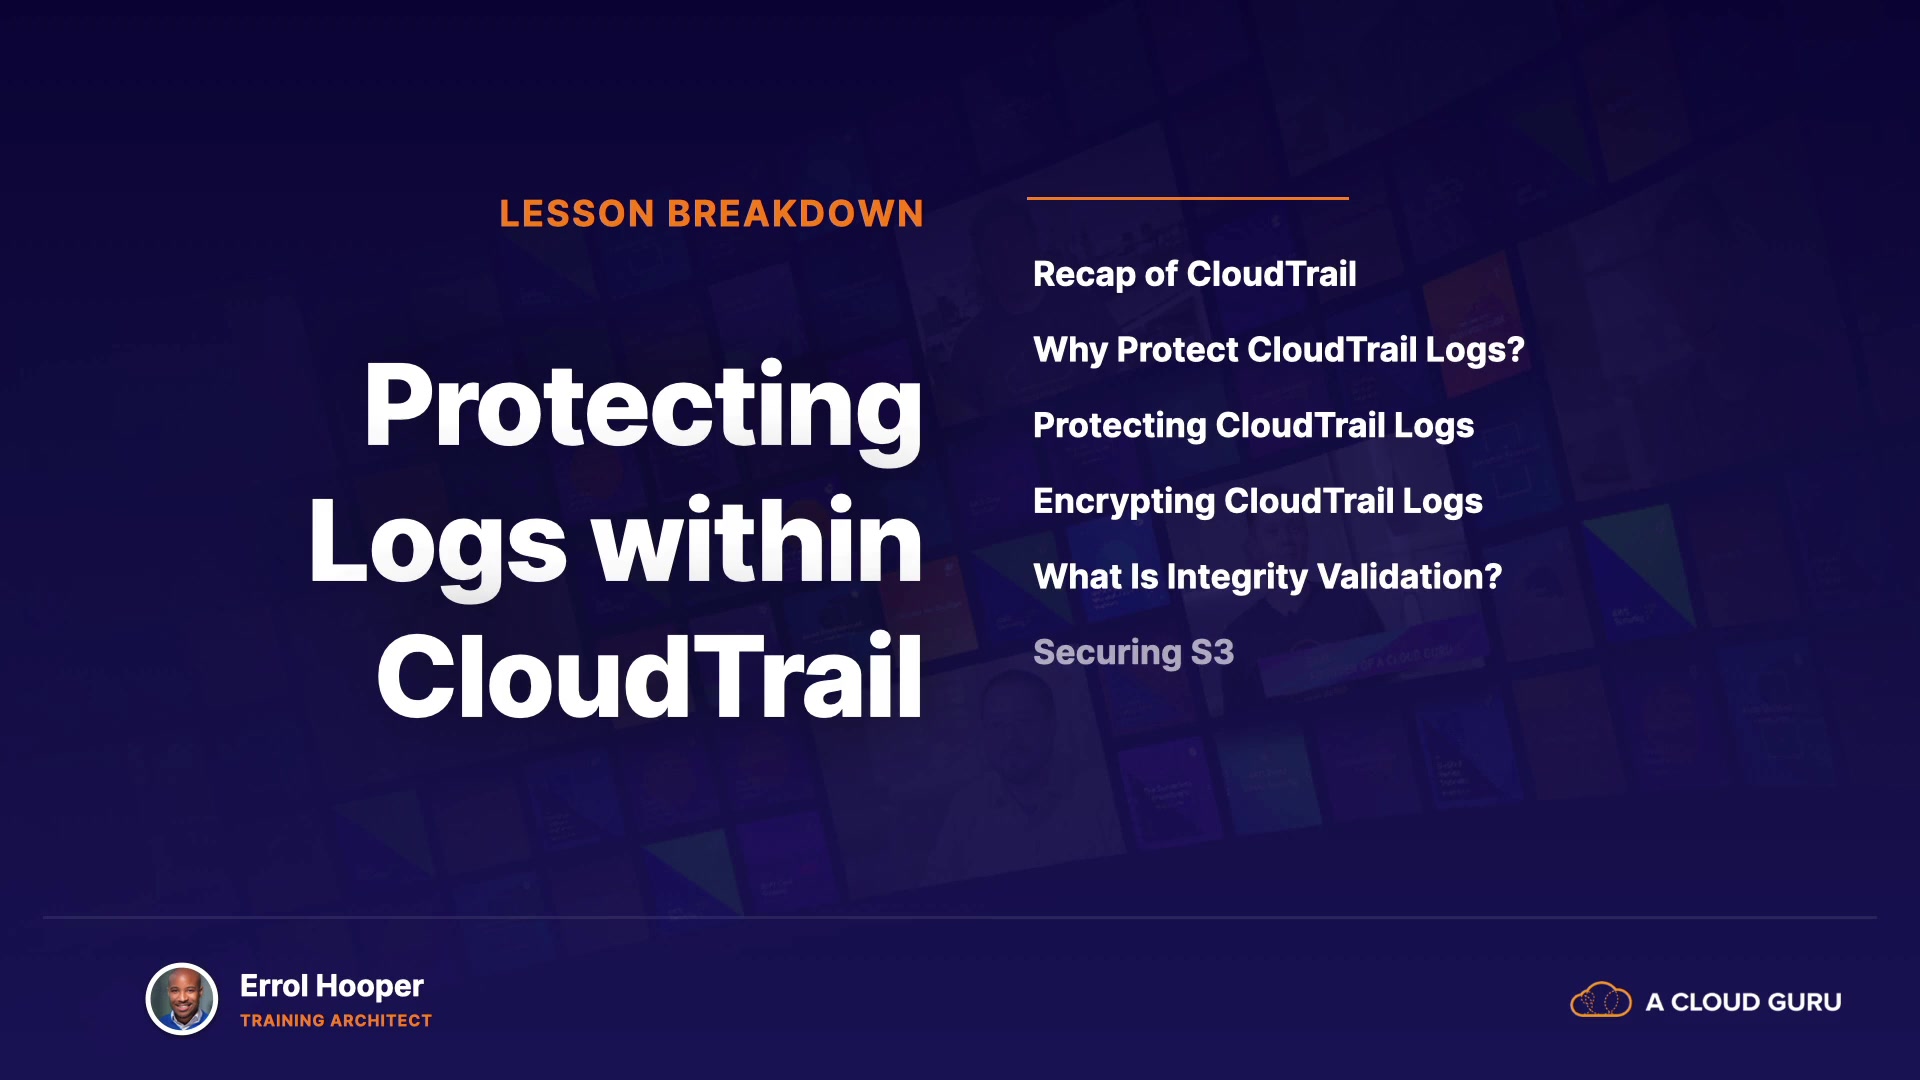 LESSON BREAKDOWN
Protecting
Logs within
CloudTrail
Recap of CloudTrail
Why Protect CloudTrail Logs?
Protecting CloudTrail Logs
Encrypting CloudTrail Logs
What Is Integrity Validation?
Securing S3
Errol Hooper
TRAINING ARCHITECT
A CLOUD GURU